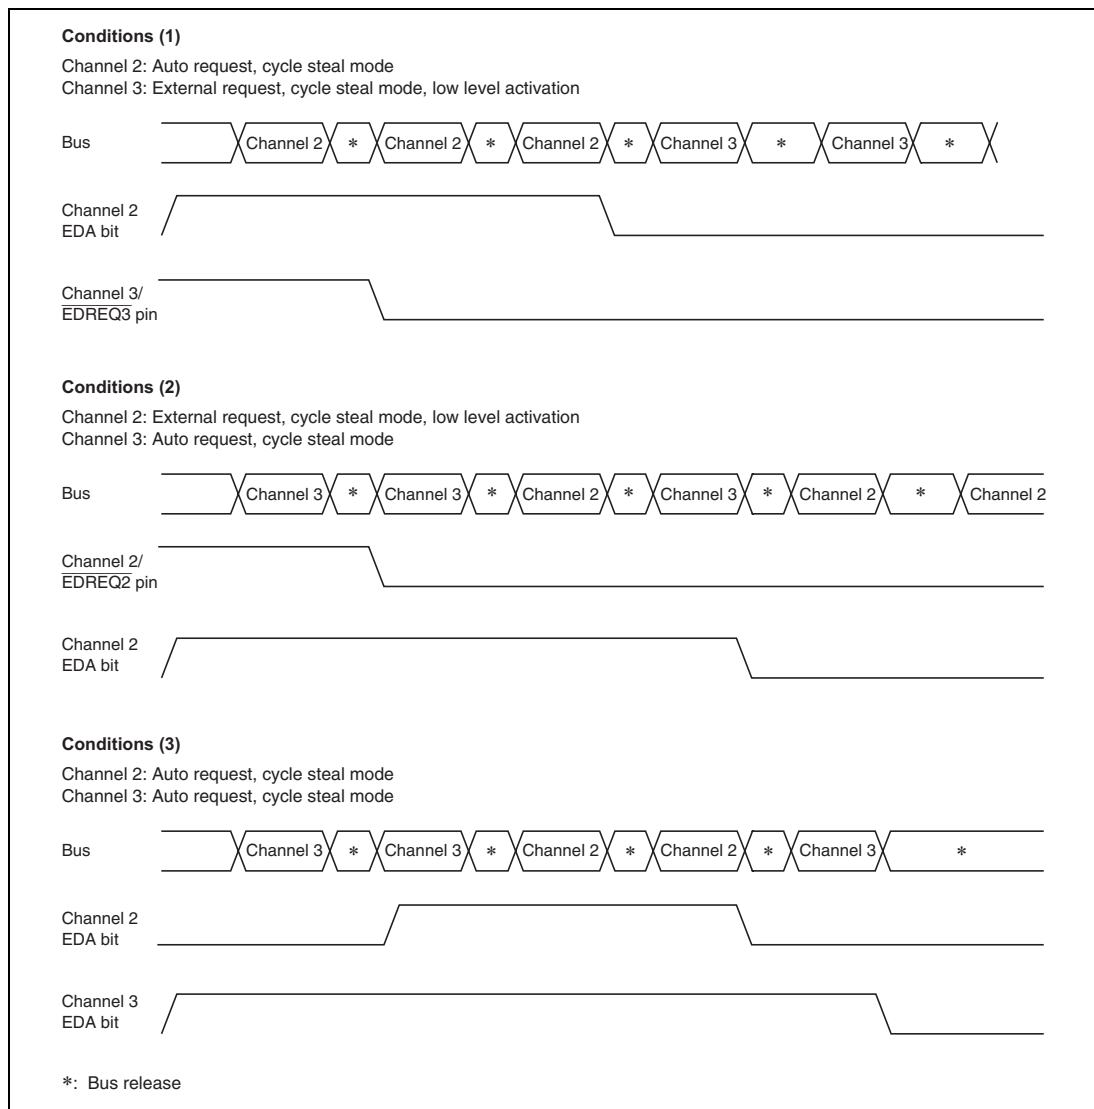 Conditions (1)
Channel 2: Auto request, cycle steal mode
Channel 3: External request, cycle steal mode, low level activation
Bus Channel 2 * Channel 2 * Channel 2 * Channel 3 * Channel 3 *
Channel 2
EDA bit
Channel 3/
EDREQ3 pin
Conditions (2)
Channel 2: External request, cycle steal mode, low level activation
Channel 3: Auto request, cycle steal mode
Bus Channel 3 * Channel 3 * Channel 2 * Channel 3 * Channel 2 * Channel 2
Channel 2/
EDREQ2 pin
Channel 2
EDA bit
Conditions (3)
Channel 2: Auto request, cycle steal mode
Channel 3: Auto request, cycle steal mode
Bus Channel 3 * Channel 3 * Channel 2 * Channel 2 * Channel 3 *
Channel 2
EDA bit
Channel 3
EDA bit
*: Bus release